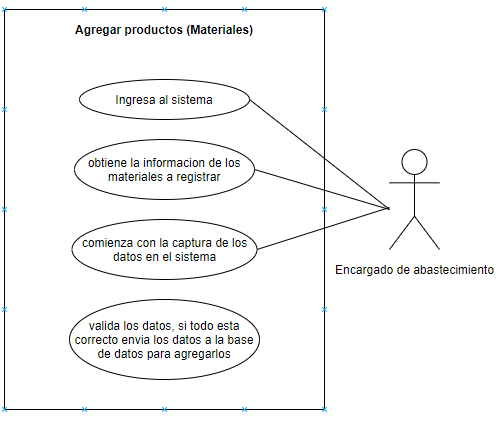 Agregar productos (Materiales)
Ingresa al sistema
obtiene la informacion de los
materiales a registrar
comienza con la captura de los
datos en el sistema
valida los datos, si todo esta
correcto envia los datos a la base
de datos para agregarlos
Encargado de abastecimiento